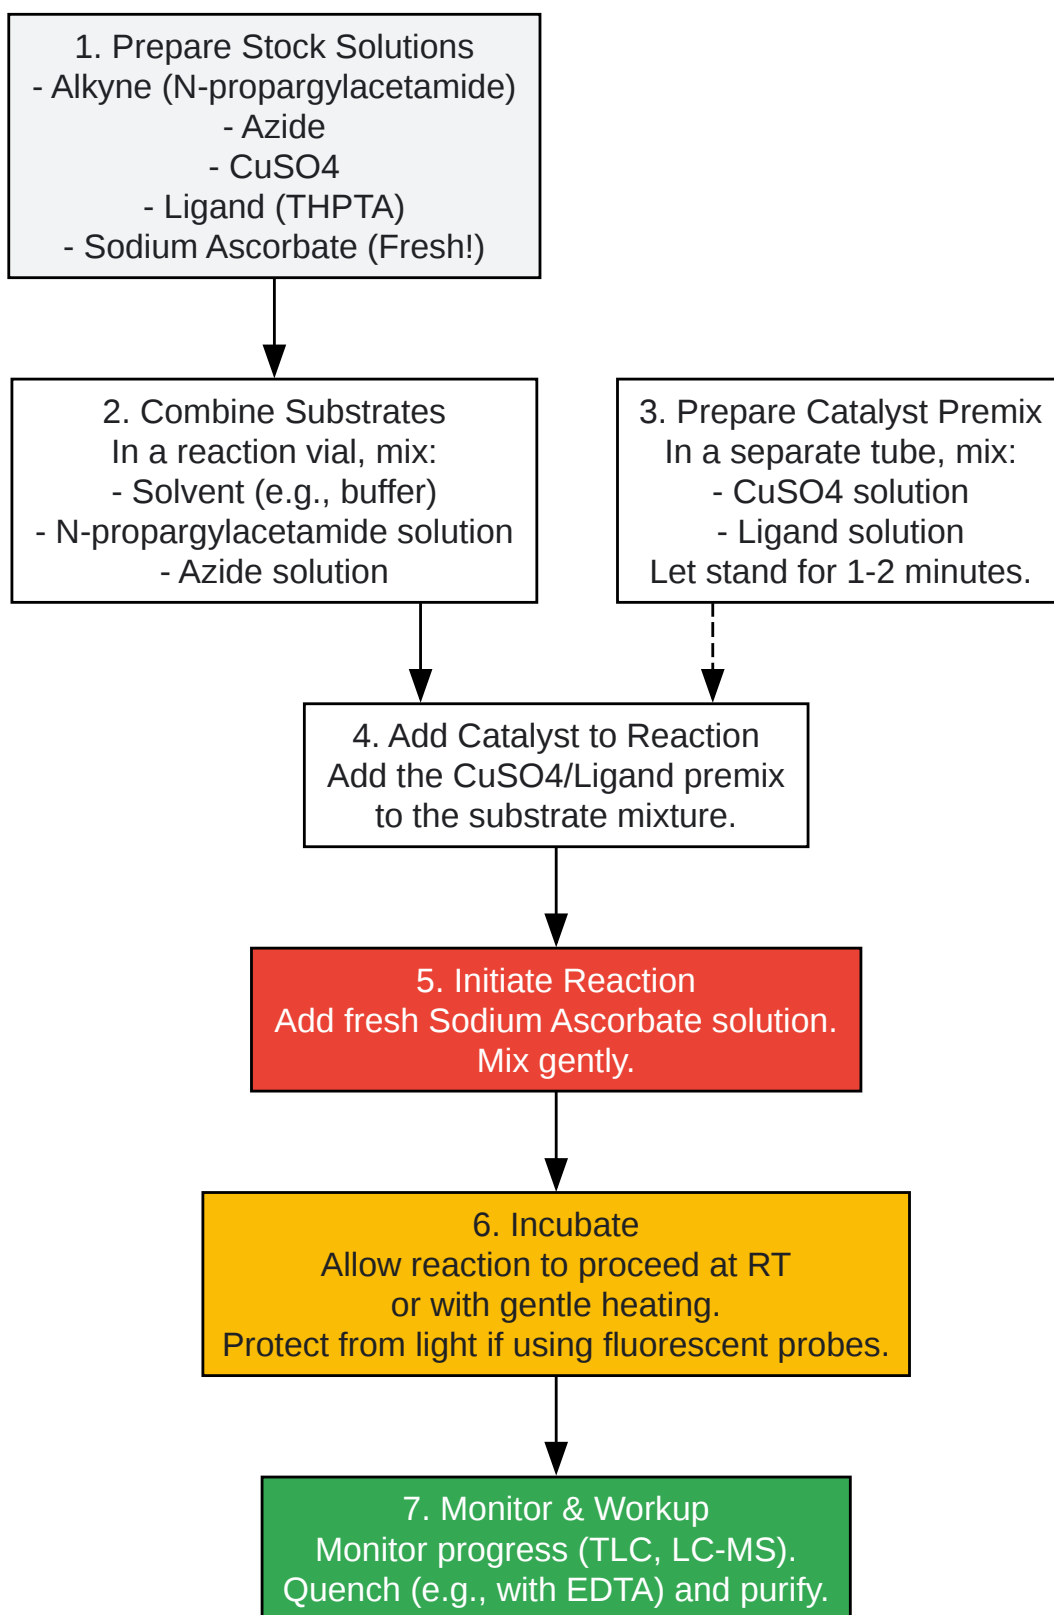 1. Prepare Stock Solutions
- Alkyne (N-propargylacetamide)
- Azide
- CuSO4
- Ligand (THPTA)
- Sodium Ascorbate (Fresh!)
2. Combine Substrates
In a reaction vial, mix:
- Solvent (e.g., buffer)
- N-propargylacetamide solution
- Azide solution
3. Prepare Catalyst Premix
In a separate tube, mix:
- CuSO4 solution
- Ligand solution
Let stand for 1-2 minutes.
4. Add Catalyst to Reaction
Add the CuSO4/Ligand premix
to the substrate mixture.
5. Initiate Reaction
Add fresh Sodium Ascorbate solution.
Mix gently.
6. Incubate
Allow reaction to proceed at RT
or with gentle heating.
Protect from light if using fluorescent probes.
7. Monitor & Workup
Monitor progress (TLC, LC-MS).
Quench (e.g., with EDTA) and purify.